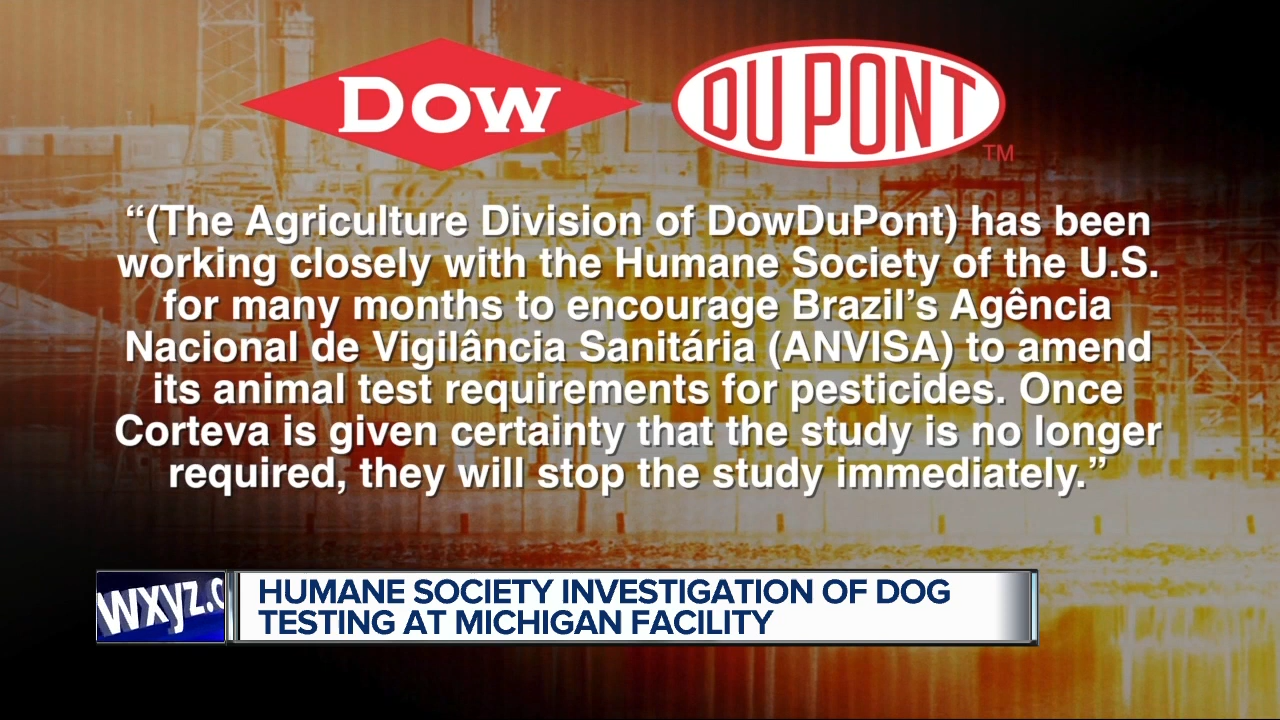 Dow
DU PONT
TM
“(The Agriculture Division of DowDuPont) has been
working closely with the Humane Society of the U.S.
for many months to encourage Brazil’s Agência
Nacional de Vigilância Sanitária (ANVISA) to amend
its animal test requirements for pesticides. Once
Corteva is given certainty that the study is no longer
required, they will stop the study immediately.”
wxyz.c
HUMANE SOCIETY INVESTIGATION OF DOG
TESTING AT MICHIGAN FACILITY